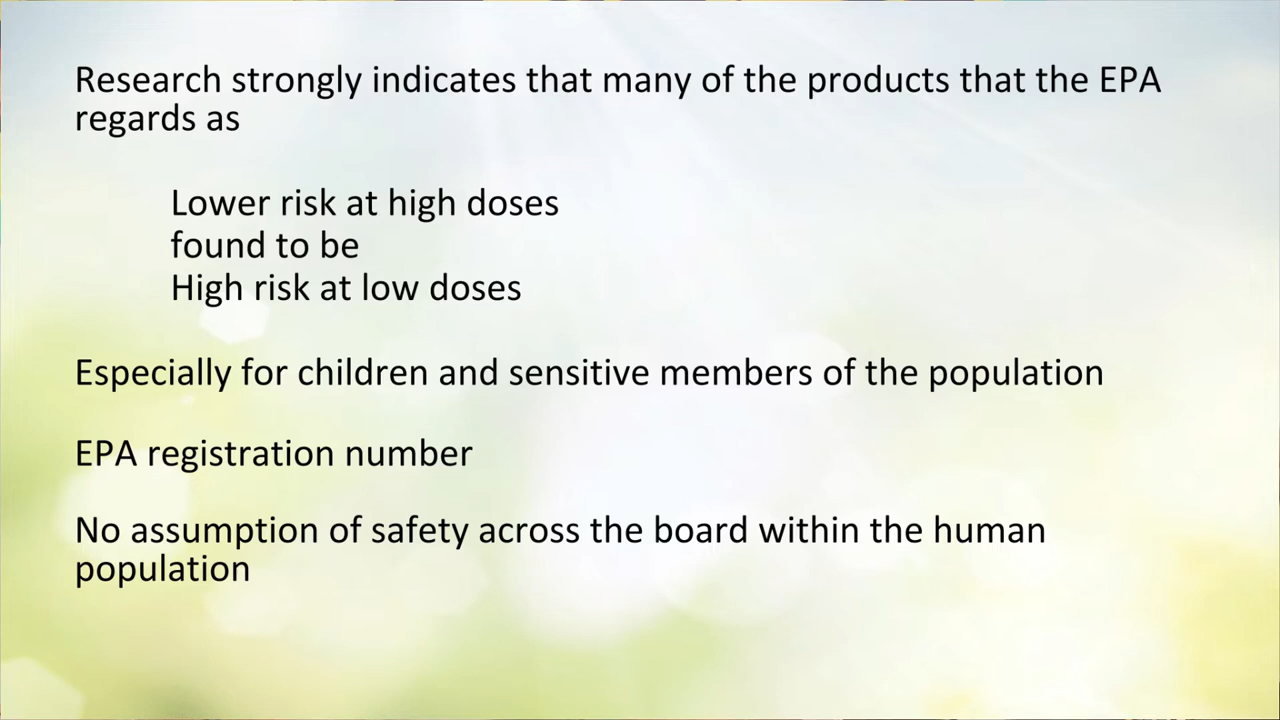 Research strongly indicates that many of the products that the EPA
regards as
Lower risk at high doses
found to be
High risk at low doses
Especially for children and sensitive members of the population
EPA registration number
No assumption of safety across the board within the human
population